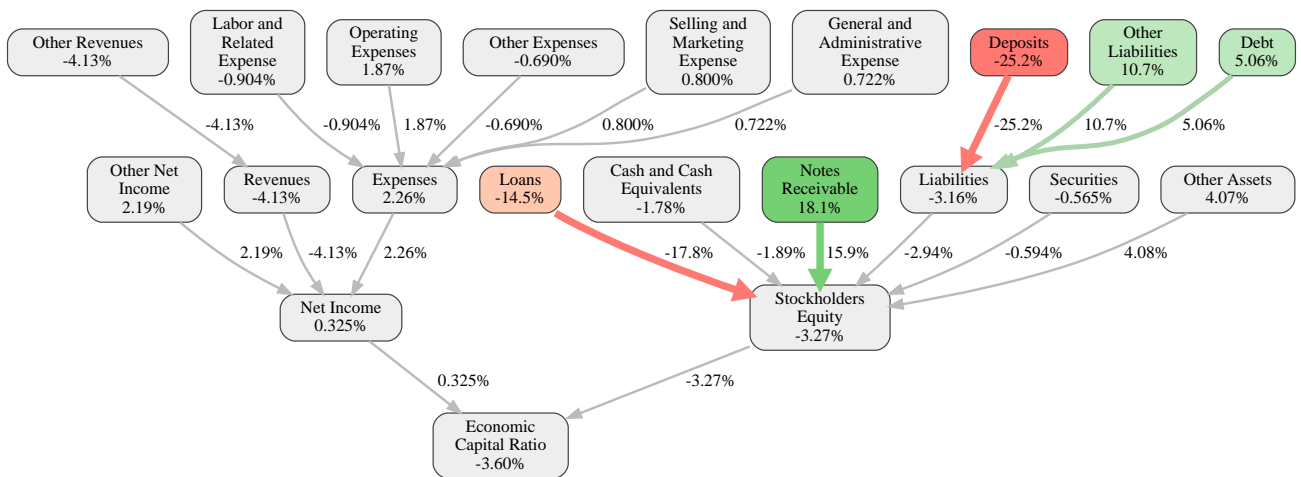 Other Revenues
-4.13%
Labor and
Related
Expense
-0.904%
Operating
Expenses
1.87%
Other Expenses
-0.690%
Selling and
Marketing
Expense
0.800%
General and
Administrative
Expense
0.722%
Deposits
-25.2%
Other
Liabilities
10.7%
Debt
5.06%
-4.13%
-0.904%
1.87%
-0.690%
0.800%
0.722%
-25.2%
10.7%
5.06%
Other Net
Income
2.19%
Revenues
-4.13%
Expenses
2.26%
Loans
-14.5%
Cash and Cash
Equivalents
-1.78%
Notes
Receivable
18.1%
Liabilities
-3.16%
Securities
-0.565%
Other Assets
4.07%
2.19%
-4.13%
2.26%
-17.8%
-1.89%
15.9%
-2.94%
-0.594%
4.08%
Net Income
0.325%
Stockholders
Equity
-3.27%
0.325%
-3.27%
Economic
Capital Ratio
-3.60%